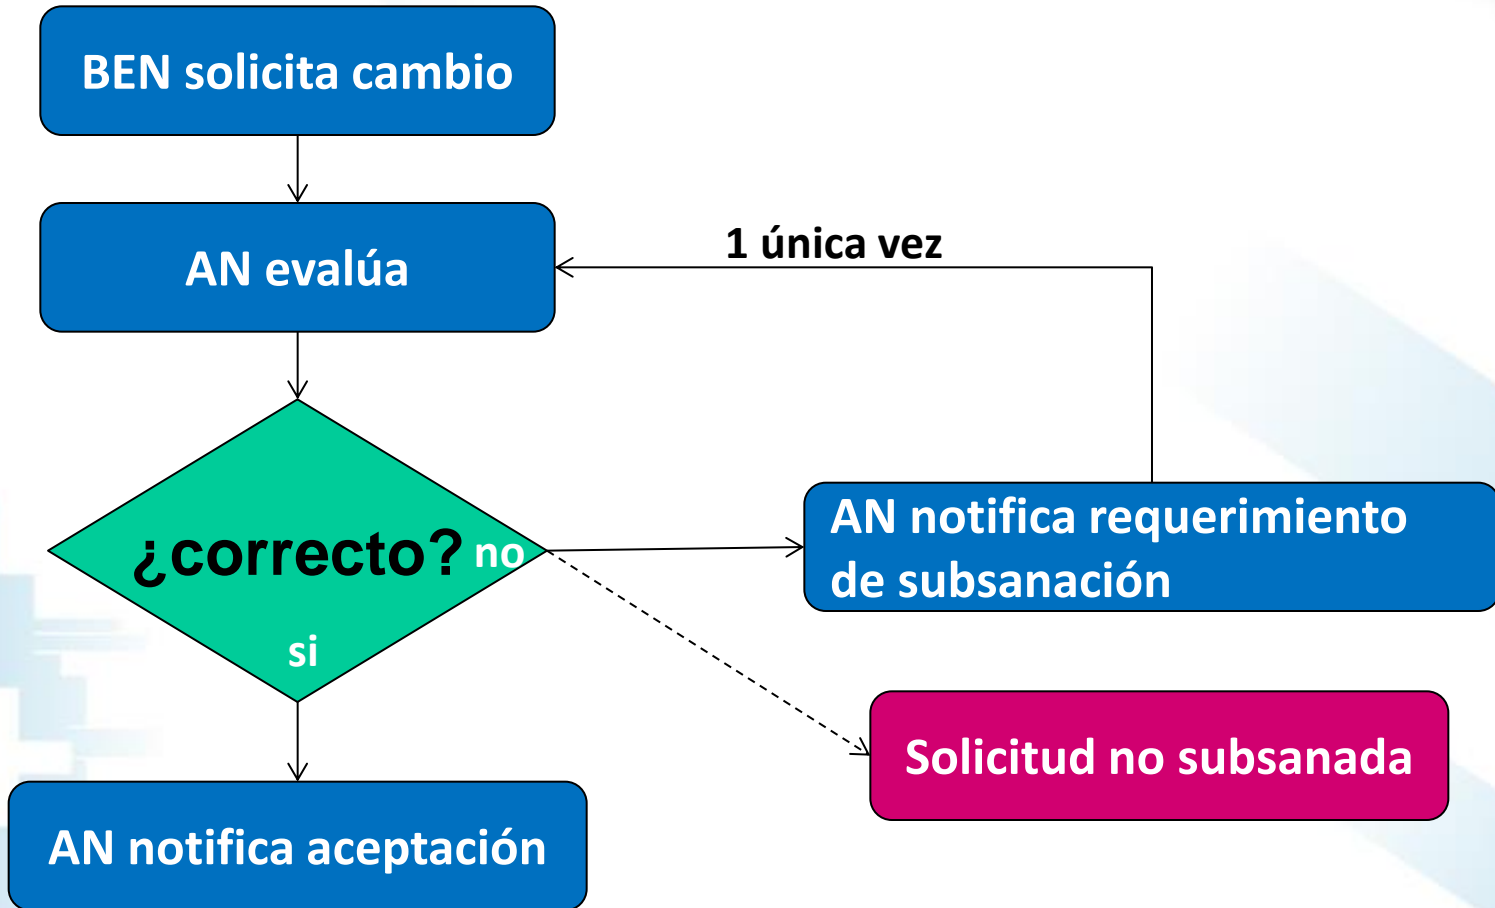 BEN solicita cambio
AN evalúa
1 única vez
¿correcto?
no
si
AN notifica requerimiento
de subsanación
Solicitud no subsanada
AN notifica aceptación